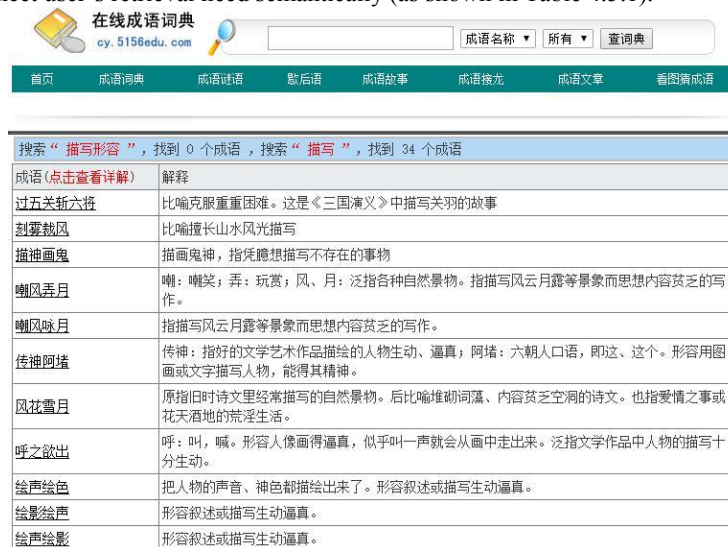 meet user's retrieval need semantically (as shown in Table 4.3.1).
在线成语词典
cy.5156edu.com
成语名称 ▼ 所有 ▼ 查词典
首页 成语词典 成语谜语 歇后语 成语故事 成语接龙 成语文章 看图猜成语
搜索“ 描写形容 ”，找到 0 个成语 ，搜索“ 描写 ”，找到 34 个成语
成语(点击查看详解) 解释
过五关斩六将 比喻克服重重困难。这是《三国演义》中描写关羽的故事
刻雾裁风 比喻擅长山水风光描写
描神画鬼 描画鬼神，指凭臆想描写不存在的事物
嘲风弄月 嘲：嘲笑；弄：玩赏；风、月：泛指各种自然景物。指描写风云月露等景象而思想内容贫乏的写
作。
嘲风咏月 指描写风云月露等景象而思想内容贫乏的写作。
传神阿堵 传神：指好的文学艺术作品描绘的人物生动、逼真；阿堵：六朝人口语，即这、这个。形容用图
画或文字描写人物，能得其精神。
风花雪月 原指旧时诗文里经常描写的自然景物。后比喻堆砌词藻、内容贫乏空洞的诗文。也指爱情之事或
花天酒地的荒淫生活。
呼之欲出 呼：叫，喊。形容人像画得逼真，似乎叫一声就会从画中走出来。泛指文学作品中人物的描写十
分生动。
绘声绘色 把人物的声音、神色都描绘出来了。形容叙述或描写生动逼真。
绘影绘声 形容叙述或描写生动逼真。
绘声绘影 形容叙述或描写生动逼真。